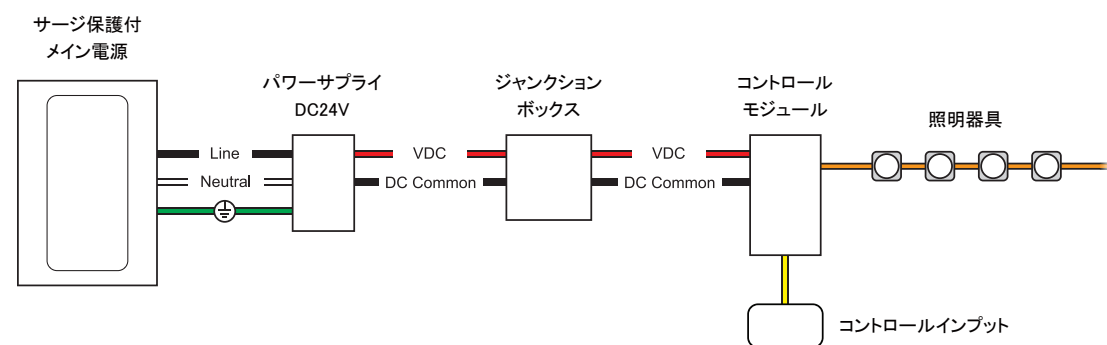 サージ保護付
メイン電源
パワーサプライ
DC24V
ジャンクション
ボックス
コントロール
モジュール
照明器具
Line
VDC
VDC
Neutral
DC Common
DC Common
コントロールインプット